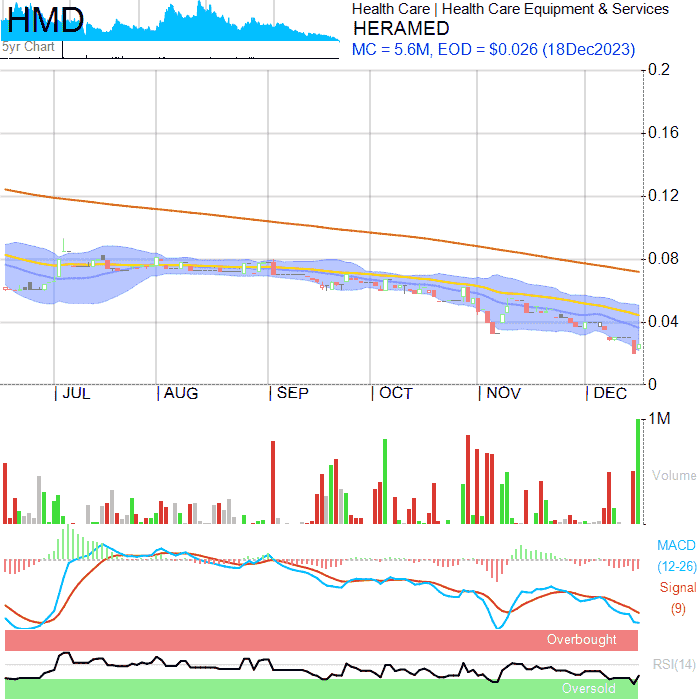 HMD
Health Care | Health Care Equipment & Services
HERAMED
MC = 5.6M, EOD = $0.026 (18Dec2023)
5yr Chart
0.2
0.16
0.12
0.08
0.04
0
JUL AUG SEP OCT NOV DEC
1M
Volume
MACD
(12-26)
Signal
(9)
Overbought
RSI(14)
Oversold